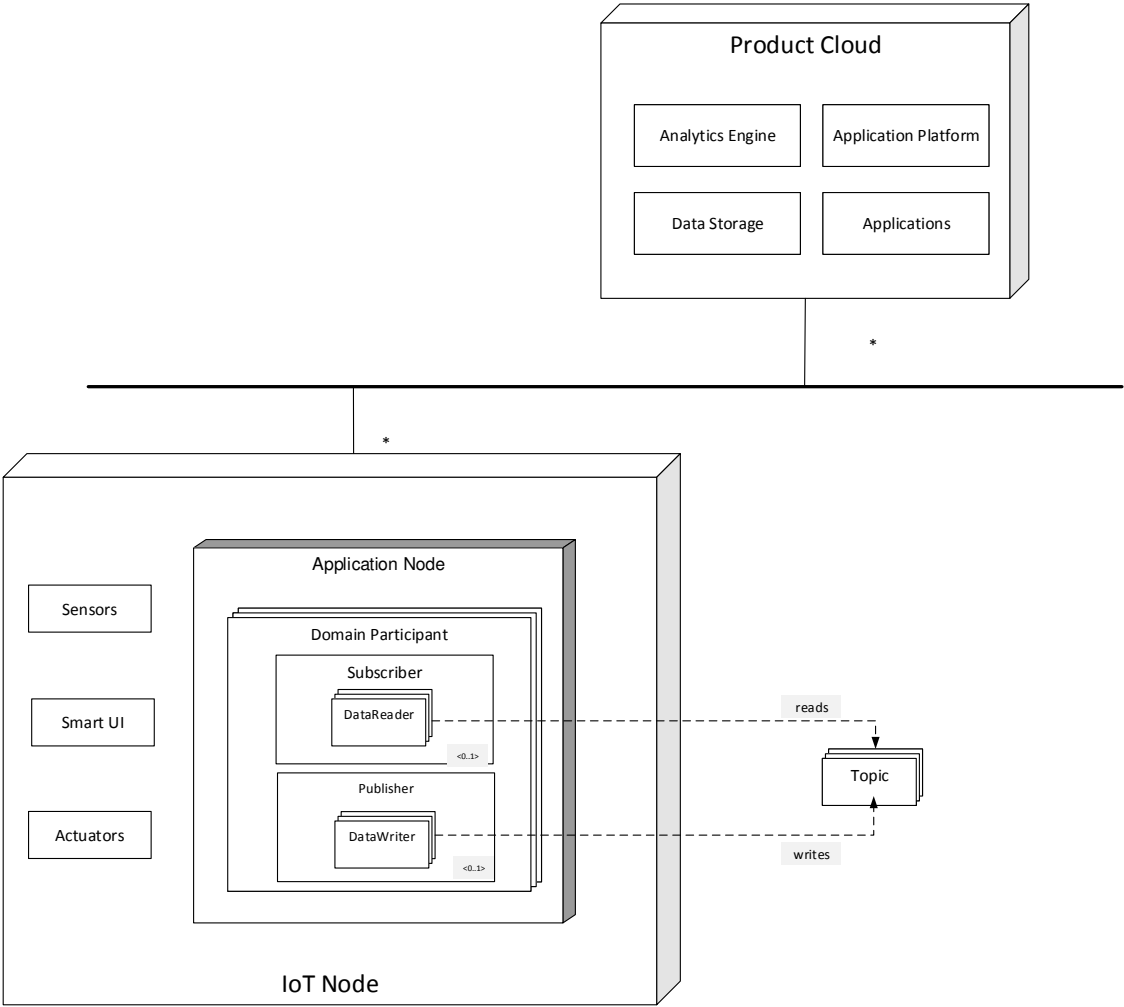 Product Cloud
Analytics Engine
Application Platform
Data Storage
Applications
*
*
Application Node
Sensors
Domain Participant
Subscriber
DataReader
reads
Smart UI
<0..1>
Topic
Publisher
Actuators
DataWriter
writes
<0..1>
IoT Node